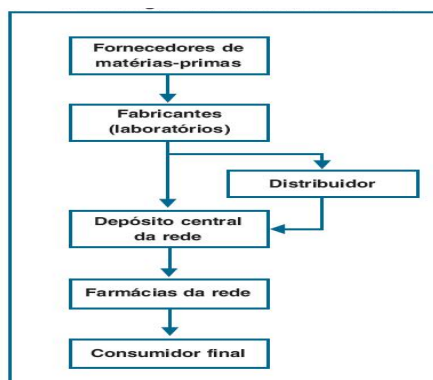 Fornecedores de
matérias-primas
Fabricantes
(laboratórios)
Distribuidor
Depósito central
da rede
Farmácias da rede
Consumidor final